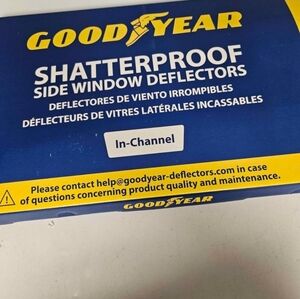 GOODYEAR
SHATTERPROOF
SIDE WINDOW DEFLECTORS
DEFLECTORES DE VIENTO IRROMPIBLES
DÉFLECTEURS DE VITRES LATÉRALES INCASSABLES
In-Channel
Please contact help@goodyear-deflectors.com in case
of questions concerning product quality and maintenance.
GOODYEAR